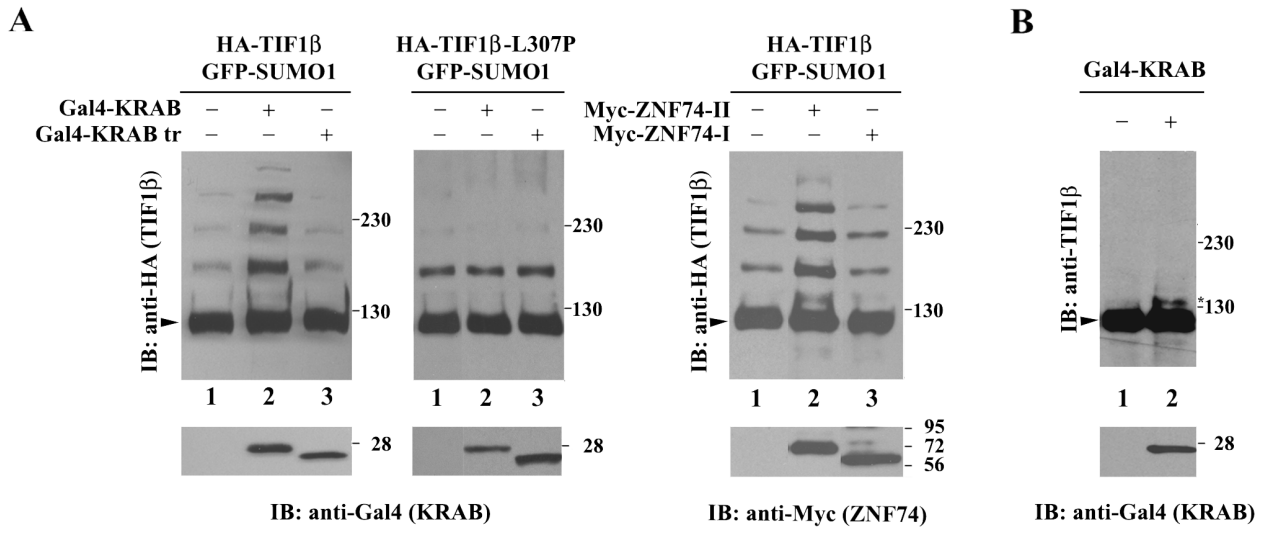 A
B
HA-TIF1β
GFP-SUMO1
HA-TIF1β-L307P
GFP-SUMO1
HA-TIF1β
GFP-SUMO1
Gal4-KRAB
Gal4-KRAB – + – – + –
Gal4-KRAB tr – – + – – +
Myc-ZNF74-II – + –
Myc-ZNF74-I – – +
– +
IB: anti-HA (TIF1β)
-230
-130
-230
-130
IB: anti-HA (TIF1β)
-230
-130
IB: anti-TIF1β
-230
*
-130
1 2 3
1 2 3
1 2 3
1 2
- 28
- 28
- 95
- 72
- 56
- 28
IB: anti-Gal4 (KRAB)
IB: anti-Myc (ZNF74)
IB: anti-Gal4 (KRAB)